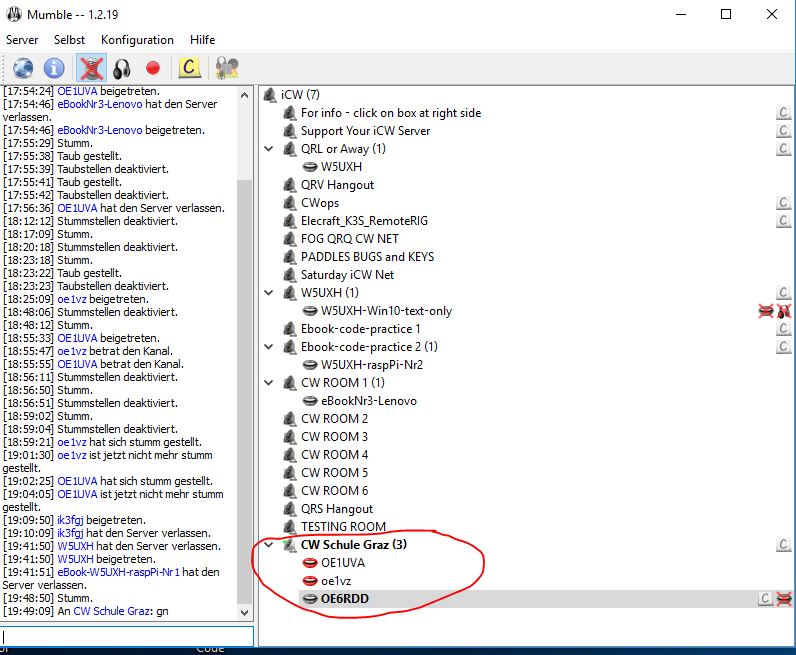 Mumble -- 1.2.19
Server Selbst Konfiguration Hilfe
C
[17:54:24] OE1UVA beigetreten.
[17:54:46] eBookNr3-Lenovo hat den Server
verlassen.
[17:54:46] eBookNr3-Lenovo beigetreten.
[17:55:29] Stumm.
[17:55:38] Taub gestellt.
[17:55:39] Taubstellen deaktiviert.
[17:55:41] Taub gestellt.
[17:55:42] Taubstellen deaktiviert.
[17:56:36] OE1UVA hat den Server verlassen.
[18:12:12] Stummstellen deaktiviert.
[18:17:09] Stumm.
[18:20:18] Stummstellen deaktiviert.
[18:23:18] Stumm.
[18:23:22] Taub gestellt.
[18:23:23] Taubstellen deaktiviert.
[18:25:09] oe1vz beigetreten.
[18:48:06] Stummstellen deaktiviert.
[18:48:12] Stumm.
[18:55:33] OE1UVA beigetreten.
[18:55:47] oe1vz betrat den Kanal.
[18:55:55] OE1UVA betrat den Kanal.
[18:56:11] Stummstellen deaktiviert.
[18:56:50] Stumm.
[18:56:51] Stummstellen deaktiviert.
[18:59:02] Stumm.
[18:59:04] Stummstellen deaktiviert.
[18:59:21] oe1vz hat sich stumm gestellt.
[19:01:30] oe1vz ist jetzt nicht mehr stumm
gestellt.
[19:02:25] OE1UVA hat sich stumm gestellt.
[19:04:05] OE1UVA ist jetzt nicht mehr stumm
gestellt.
[19:09:50] ik3fgj beigetreten.
[19:10:09] ik3fgj hat den Server verlassen.
[19:41:50] W5UXH hat den Server verlassen.
[19:41:50] W5UXH beigetreten.
[19:41:51] eBook-W5UXH-raspPi-Nr1 hat den
Server verlassen.
[19:48:50] Stumm.
[19:49:09] An CW Schule Graz: gn
iCW (7)
For info - click on box at right side C
Support Your iCW Server C
QRL or Away (1) C
W5UXH
QRV Hangout
CWops C
Elecraft_K3S_RemoteRIG C
FOG QRQ CW NET
PADDLES BUGS and KEYS
Saturday iCW Net
W5UXH (1) C
W5UXH-Win10-text-only
Ebook-code-practice 1 C
Ebook-code-practice 2 (1) C
W5UXH-raspPi-Nr2
CW ROOM 1 (1)
eBookNr3-Lenovo
CW ROOM 2
CW ROOM 3
CW ROOM 4
CW ROOM 5
CW ROOM 6
QRS Hangout
TESTING ROOM
CW Schule Graz (3) C
OE1UVA
oe1vz
OE6RDD C
Code